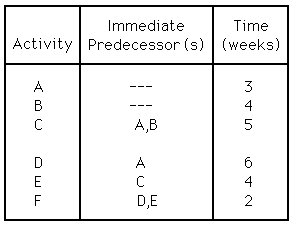 Activity Immediate Predecessor(s) Time (weeks)
A --- 3
B --- 4
C A,B 5
D A 6
E C 4
F D,E 2